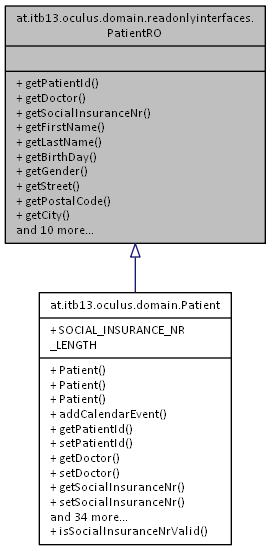 at.itb13.oculus.domain.readonlyinterfaces.
PatientRO
+ getPatientId()
+ getDoctor()
+ getSocialInsuranceNr()
+ getFirstName()
+ getLastName()
+ getBirthDay()
+ getGender()
+ getStreet()
+ getPostalCode()
+ getCity()
and 10 more...
at.itb13.oculus.domain.Patient
+ SOCIAL_INSURANCE_NR
_LENGTH
+ Patient()
+ Patient()
+ Patient()
+ addCalendarEvent()
+ getPatientId()
+ setPatientId()
+ getDoctor()
+ setDoctor()
+ getSocialInsuranceNr()
+ setSocialInsuranceNr()
and 34 more...
+ isSocialInsuranceNrValid()